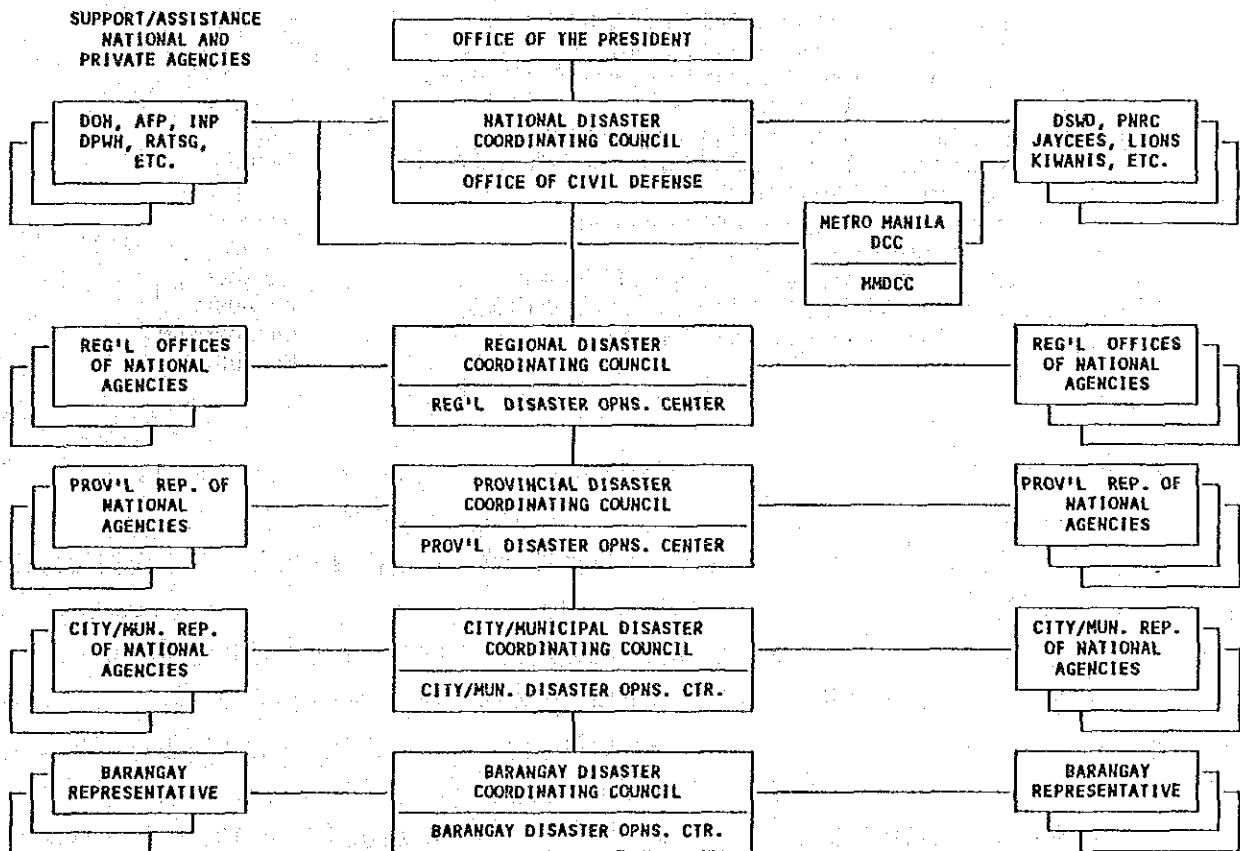 SUPPORT/ASSISTANCE
NATIONAL AND
PRIVATE AGENCIES
OFFICE OF THE PRESIDENT
DOH, AFP, INP
DPWH, RATSG,
ETC.
NATIONAL DISASTER
COORDINATING COUNCIL
OFFICE OF CIVIL DEFENSE
DSWD, PNRC
JAYCEES, LIONS
KIWANIS, ETC.
METRO MANILA
DCC
MMDCC
REG'L OFFICES
OF NATIONAL
AGENCIES
REGIONAL DISASTER
COORDINATING COUNCIL
REG'L DISASTER OPNS. CENTER
REG'L OFFICES
OF NATIONAL
AGENCIES
PROV'L REP. OF
NATIONAL
AGENCIES
PROVINCIAL DISASTER
COORDINATING COUNCIL
PROV'L DISASTER OPNS. CENTER
PROV'L REP. OF
NATIONAL
AGENCIES
CITY/MUN. REP.
OF NATIONAL
AGENCIES
CITY/MUNICIPAL DISASTER
COORDINATING COUNCIL
CITY/MUN. DISASTER OPNS. CTR.
CITY/MUN. REP.
OF NATIONAL
AGENCIES
BARANGAY
REPRESENTATIVE
BARANGAY DISASTER
COORDINATING COUNCIL
BARANGAY DISASTER OPNS. CTR.
BARANGAY
REPRESENTATIVE